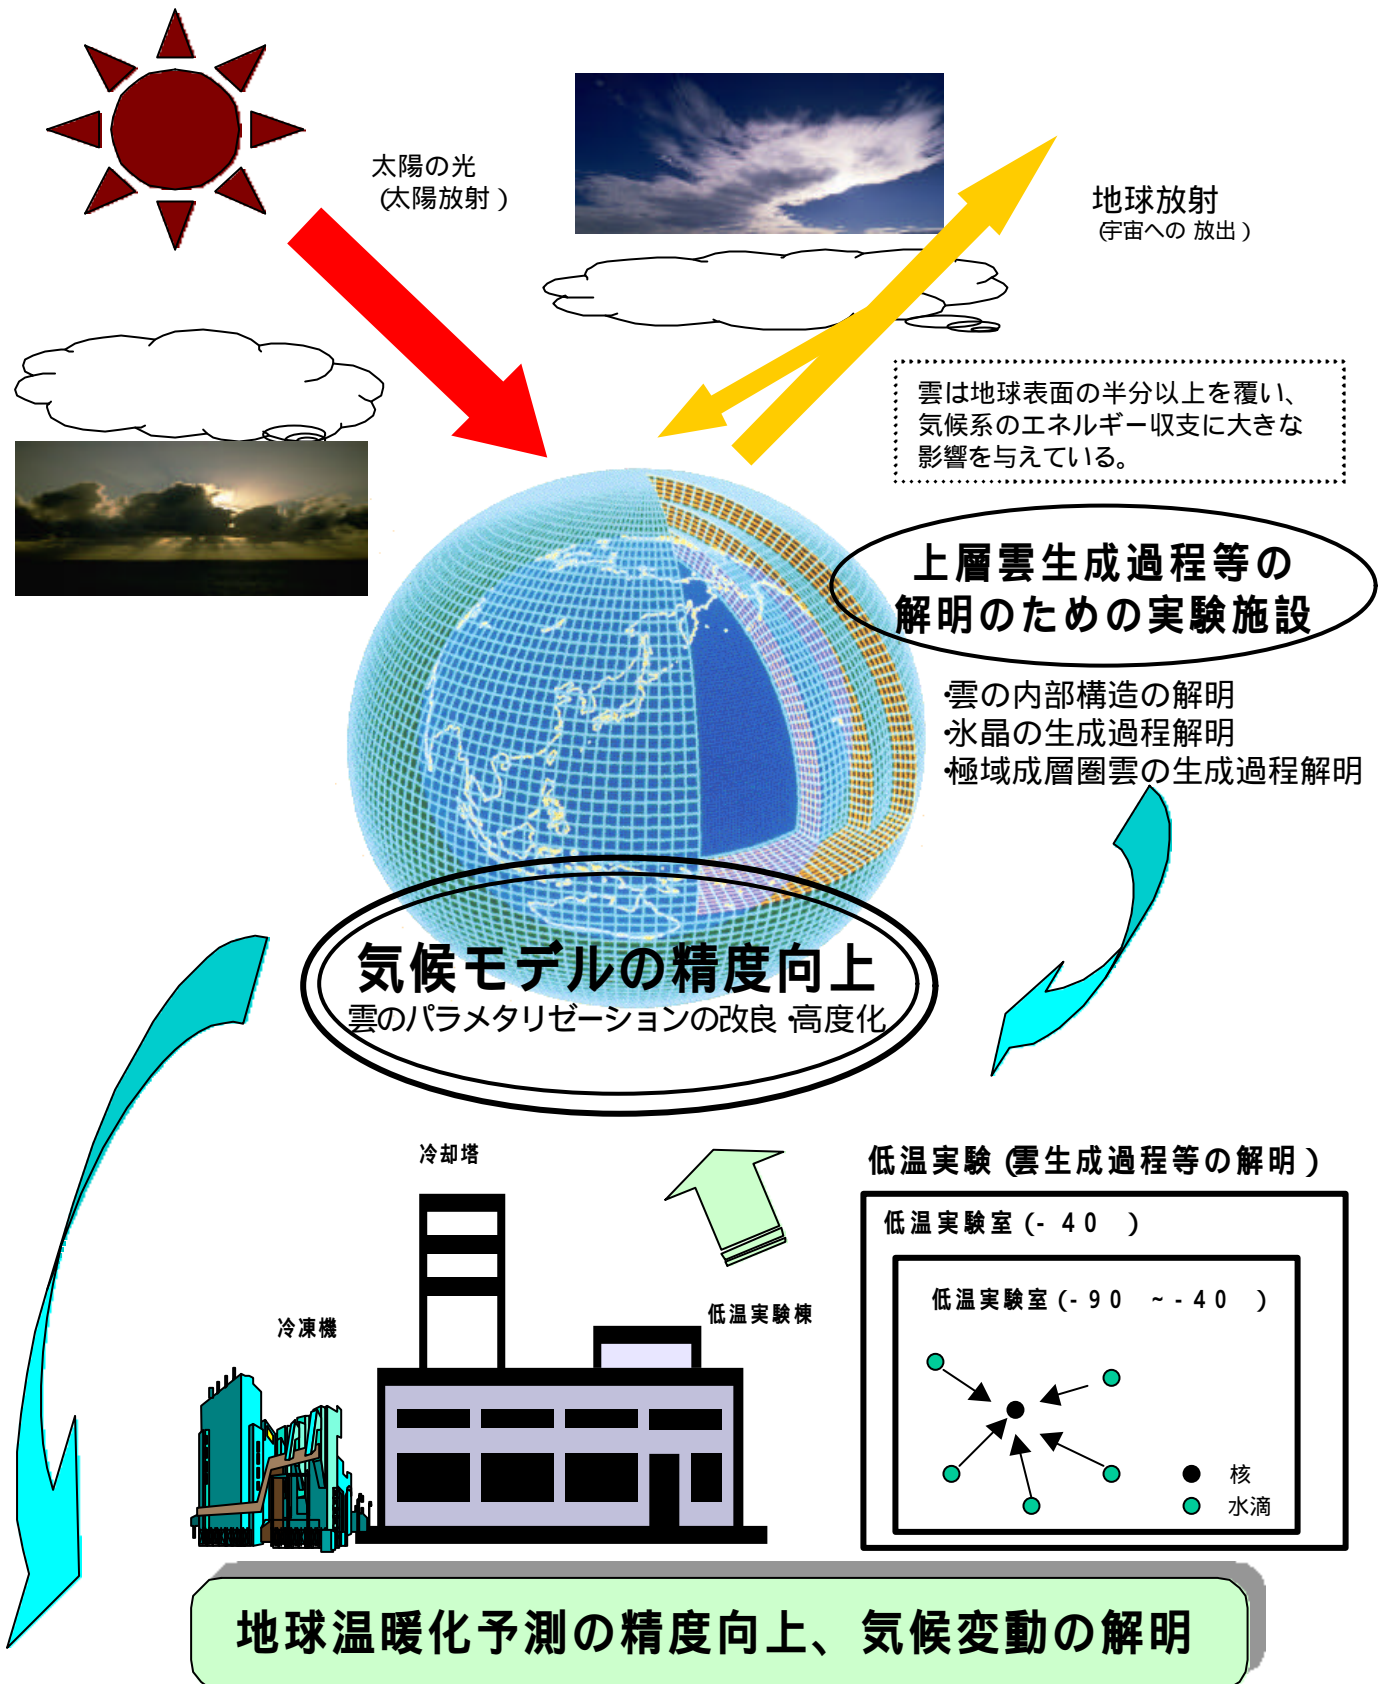 太陽の光
(太陽放射)
地球放射
(宇宙への 放出)
雲は地球表面の半分以上を覆い、
気候系のエネルギー収支に大きな
影響を与えている。
上層雲生成過程等の
解明のための実験施設
・雲の内部構造の解明
・氷晶の生成過程解明
・極域成層圏雲の生成過程解明
気候モデルの精度向上
雲のパラメタリゼーションの改良・高度化
冷却塔
冷凍機
低温実験棟
低温実験(雲生成過程等の解明)
低温実験室(-40 )
低温実験室(-90 ~-40 )
核
水滴
地球温暖化予測の精度向上、気候変動の解明